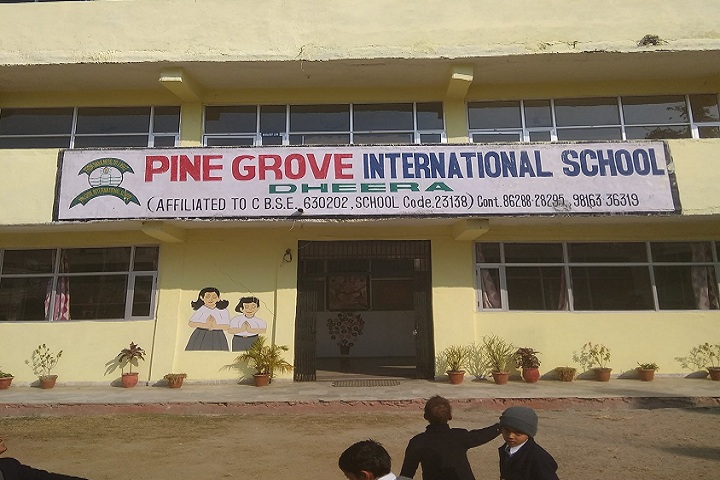 PINE GROVE INTERNATIONAL SCHOOL
DHEERA
(AFFILIATED TO C B.S.E. 630202, SCHOOL Code.23138) Cont. 86288-28295, 98163-36319